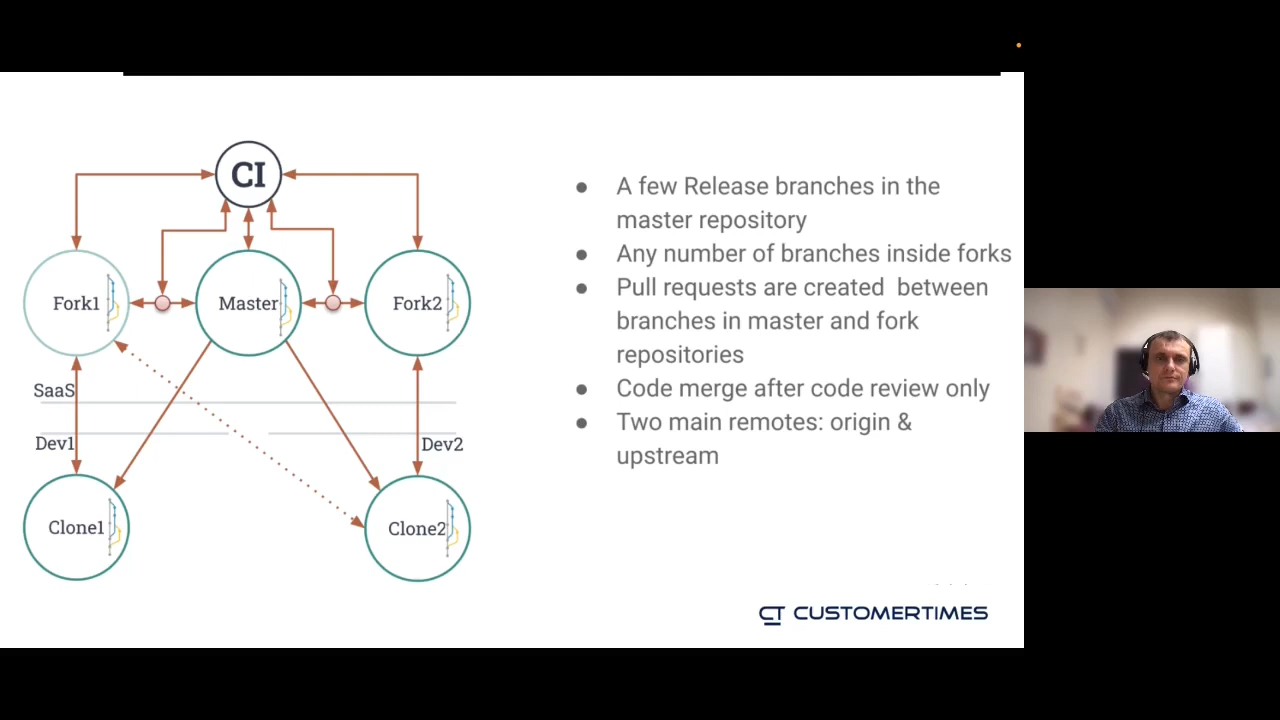 CI
Fork1
Master
Fork2
SaaS
Dev1
Dev2
Clone1
Clone2
● A few Release branches in the
master repository
● Any number of branches inside forks
● Pull requests are created between
branches in master and fork
repositories
● Code merge after code review only
● Two main remotes: origin &
upstream
CT CUSTOMERTIMES